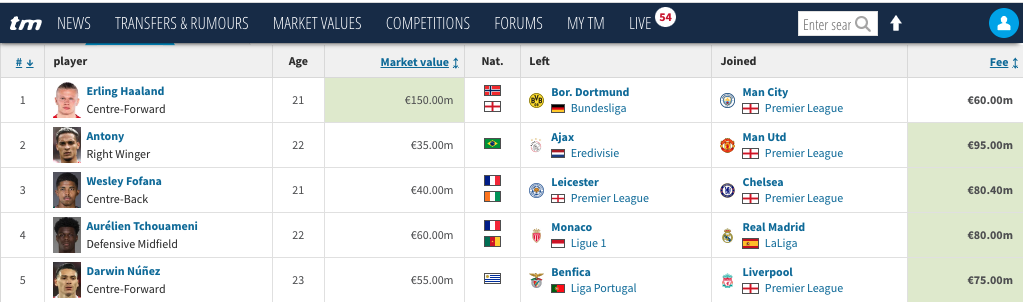 tm NEWS TRANSFERS & RUMOURS MARKET VALUES COMPETITIONS FORUMS MY TM LIVE 54 Enter sear
# player Age Market value Nat. Left Joined Fee
1 Erling Haaland 21 €150.00m Bor. Dortmund Man City €60.00m
Centre-Forward Bundesliga Premier League
2 Antony 22 €35.00m Ajax Man Utd €95.00m
Right Winger Eredivisie Premier League
3 Wesley Fofana 21 €40.00m Leicester Chelsea €80.40m
Centre-Back Premier League Premier League
4 Aurélien Tchouameni 22 €60.00m Monaco Real Madrid €80.00m
Defensive Midfield Ligue 1 LaLiga
5 Darwin Núñez 23 €55.00m Benfica Liverpool €75.00m
Centre-Forward Liga Portugal Premier League